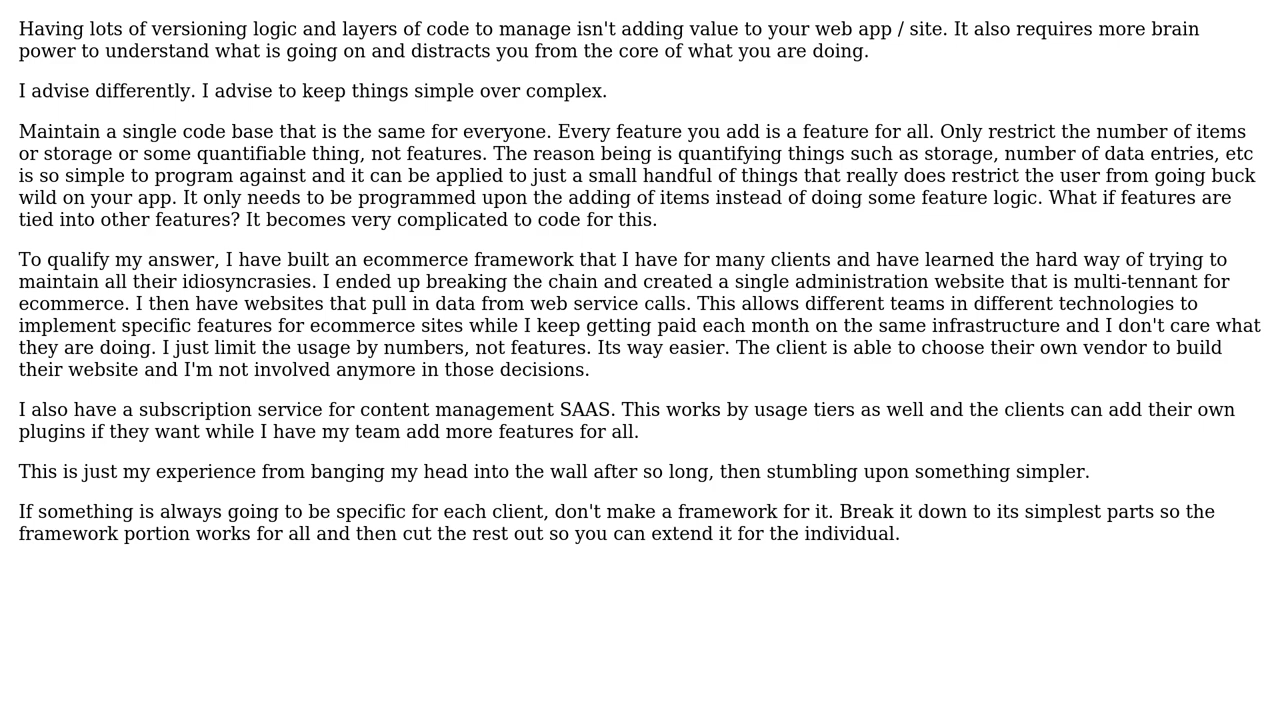 Having lots of versioning logic and layers of code to manage isn't adding value to your web app / site. It also requires more brain
power to understand what is going on and distracts you from the core of what you are doing.
I advise differently. I advise to keep things simple over complex.
Maintain a single code base that is the same for everyone. Every feature you add is a feature for all. Only restrict the number of items
or storage or some quantifiable thing, not features. The reason being is quantifying things such as storage, number of data entries, etc
is so simple to program against and it can be applied to just a small handful of things that really does restrict the user from going buck
wild on your app. It only needs to be programmed upon the adding of items instead of doing some feature logic. What if features are
tied into other features? It becomes very complicated to code for this.
To qualify my answer, I have built an ecommerce framework that I have for many clients and have learned the hard way of trying to
maintain all their idiosyncrasies. I ended up breaking the chain and created a single administration website that is multi-tennant for
ecommerce. I then have websites that pull in data from web service calls. This allows different teams in different technologies to
implement specific features for ecommerce sites while I keep getting paid each month on the same infrastructure and I don't care what
they are doing. I just limit the usage by numbers, not features. Its way easier. The client is able to choose their own vendor to build
their website and I'm not involved anymore in those decisions.
I also have a subscription service for content management SAAS. This works by usage tiers as well and the clients can add their own
plugins if they want while I have my team add more features for all.
This is just my experience from banging my head into the wall after so long, then stumbling upon something simpler.
If something is always going to be specific for each client, don't make a framework for it. Break it down to its simplest parts so the
framework portion works for all and then cut the rest out so you can extend it for the individual.